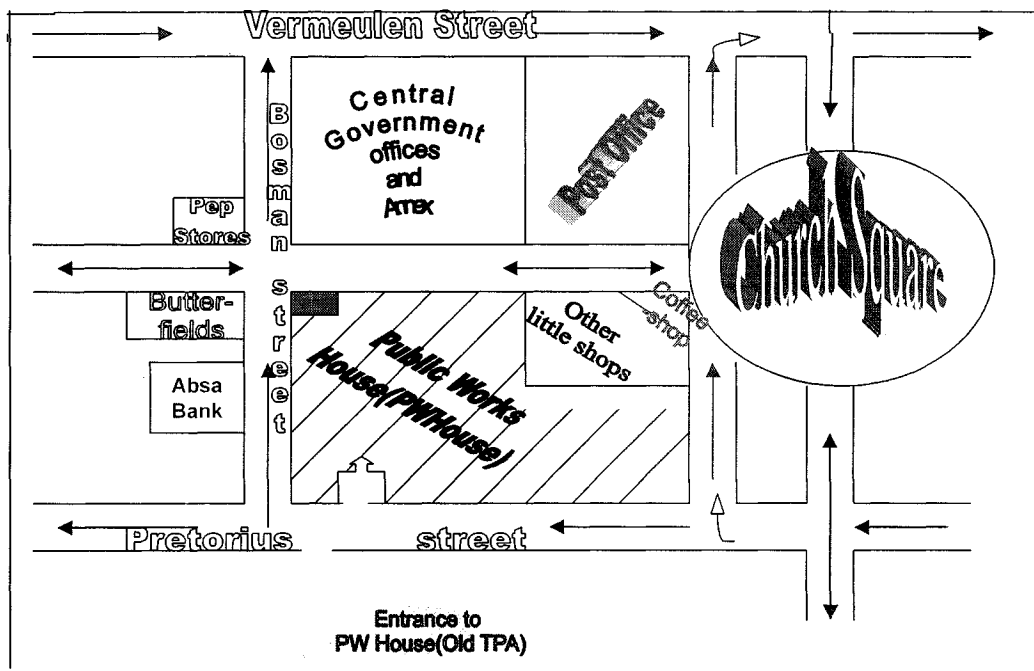 Vermeulen Street
Central
Government
offices
and
Annex
Post Office
Bosman street
Pep
Stores
Church Square
Butter-
fields
Coffee
-shop
Other
little shops
Public Works
House(PWHouse)
Absa
Bank
Pretorius street
Entrance to
PW House(Old TPA)